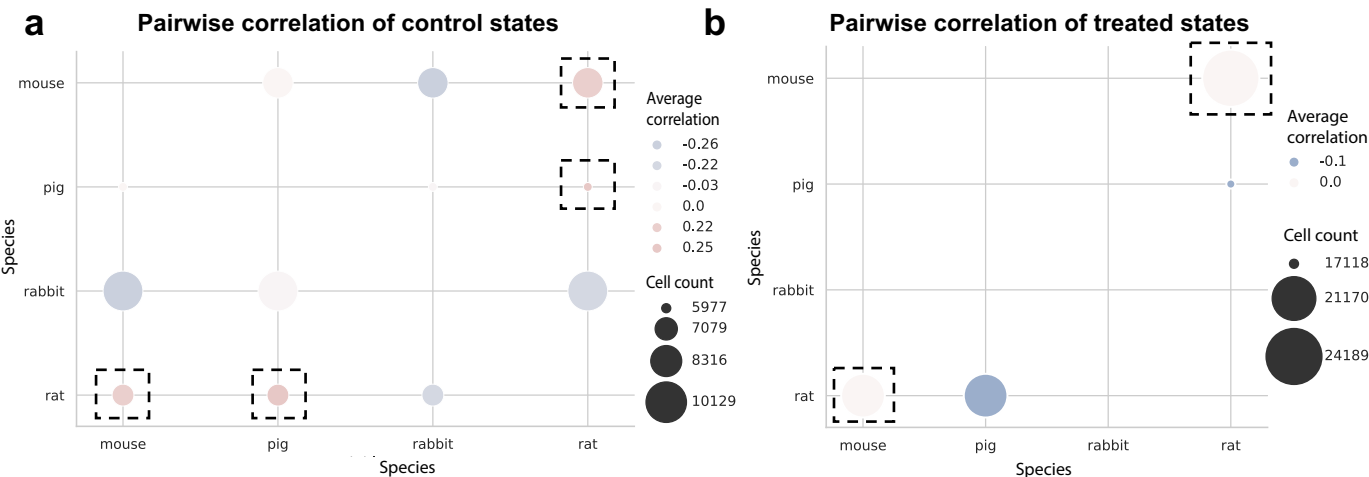 a
Pairwise correlation of control states
mouse
pig
rabbit
rat
Species
mouse
pig
rabbit
rat
Species
Average
correlation
-0.26
-0.22
-0.03
0.0
0.22
0.25
Cell count
5977
7079
8316
10129
b
Pairwise correlation of treated states
mouse
pig
rabbit
rat
Species
mouse
pig
rabbit
rat
Species
Average
correlation
-0.1
0.0
Cell count
17118
21170
24189